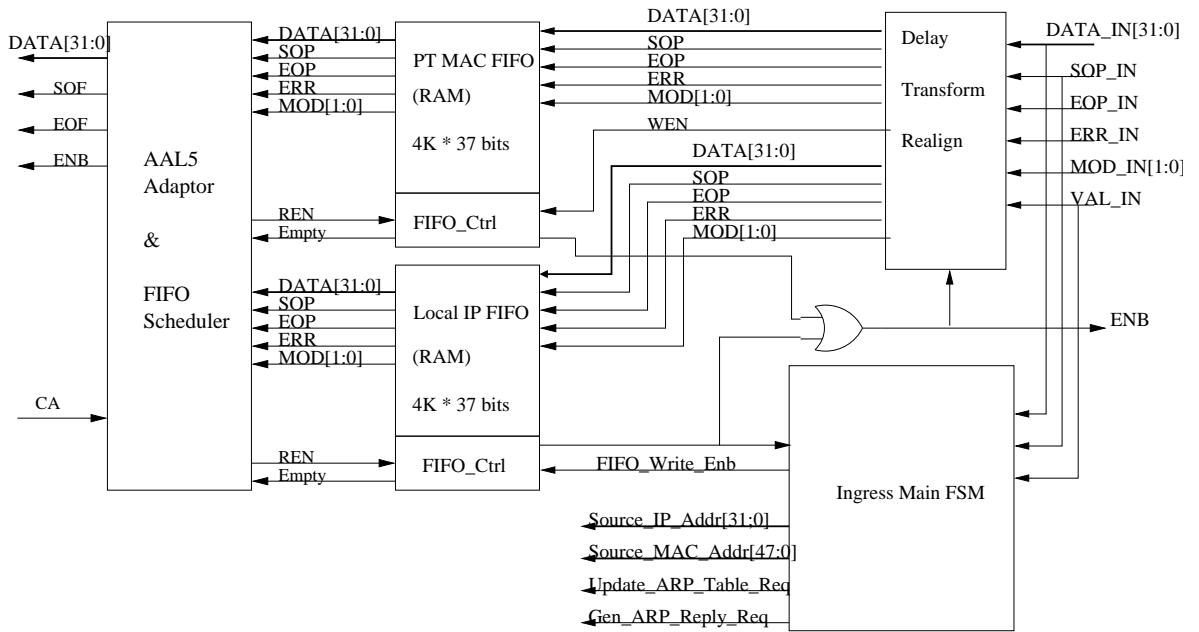 DATA[31:0]
SOF
EOF
ENB
CA
AAL5
Adaptor
&
FIFO
Scheduler
DATA[31:0]
SOP
EOP
ERR
MOD[1:0]
REN
Empty
DATA[31:0]
SOP
EOP
ERR
MOD[1:0]
REN
Empty
PT MAC FIFO
(RAM)
4K * 37 bits
FIFO_Ctrl
Local IP FIFO
(RAM)
4K * 37 bits
FIFO_Ctrl
DATA[31:0]
SOP
EOP
ERR
MOD[1:0]
WEN
DATA[31:0]
SOP
EOP
ERR
MOD[1:0]
Delay
Transform
Realign
DATA_IN[31:0]
SOP_IN
EOP_IN
ERR_IN
MOD_IN[1:0]
VAL_IN
ENB
FIFO_Write_Enb
Ingress Main FSM
Source_IP_Addr[31;0]
Source_MAC_Addr[47:0]
Update_ARP_Table_Req
Gen_ARP_Reply_Req